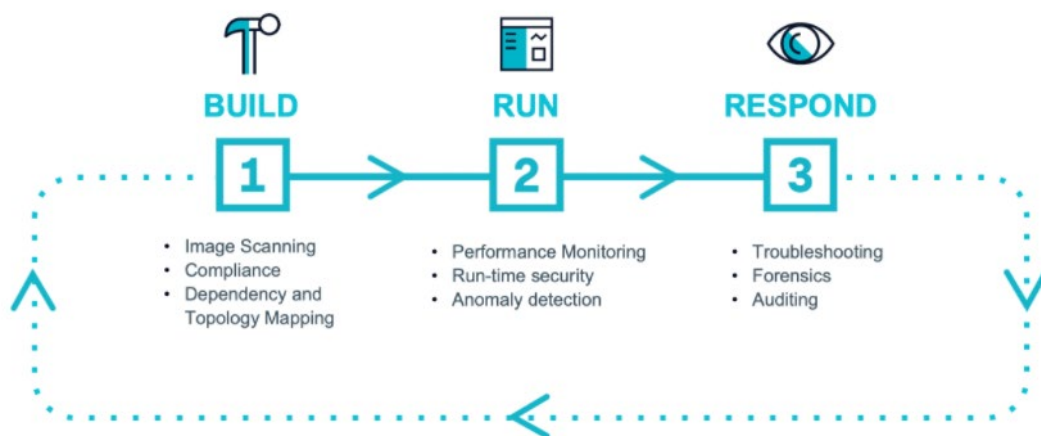 BUILD
RUN
RESPOND
1
2
3
• Image Scanning
• Compliance
• Dependency and
Topology Mapping
• Performance Monitoring
• Run-time security
• Anomaly detection
• Troubleshooting
• Forensics
• Auditing